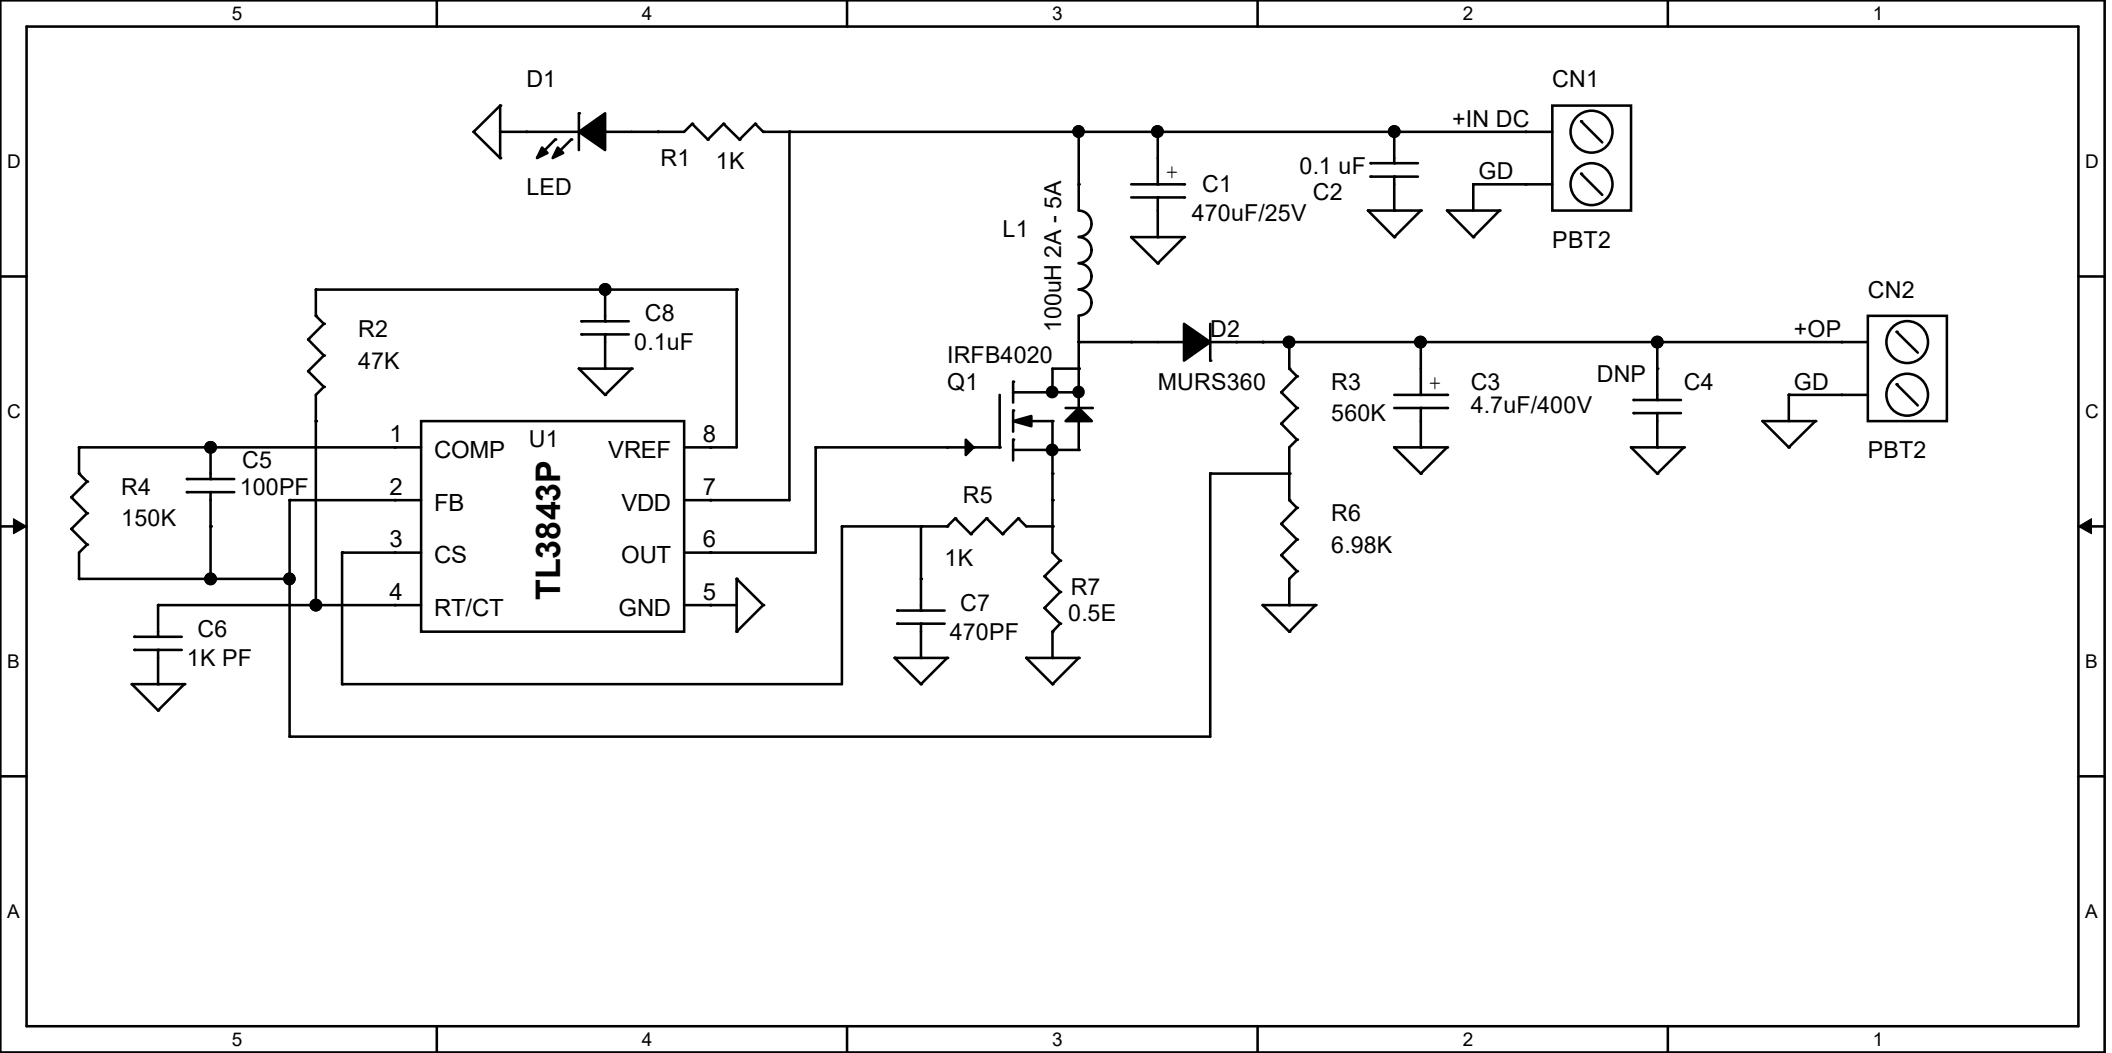 5 4 3 2 1
D1
LED
R1 1K
CN1
+IN DC
GD
PBT2
0.1 uF
C2
C1
+
470uF/25V
L1
100uH 2A - 5A
D D
R2
47K
C8
0.1uF
CN2
+OP
GD
PBT2
D2
MURS360
IRFB4020
Q1
R3
560K
+
C3
4.7uF/400V
DNP
C4
C C
C5
100PF
R4
150K
1 COMP
2 FB
3 CS
4 RT/CT
U1
TL3843P
VREF 8
VDD 7
OUT 6
GND 5
R5
1K
R6
6.98K
C7
470PF
R7
0.5E
C6
1K PF
B B
A A
5 4 3 2 1